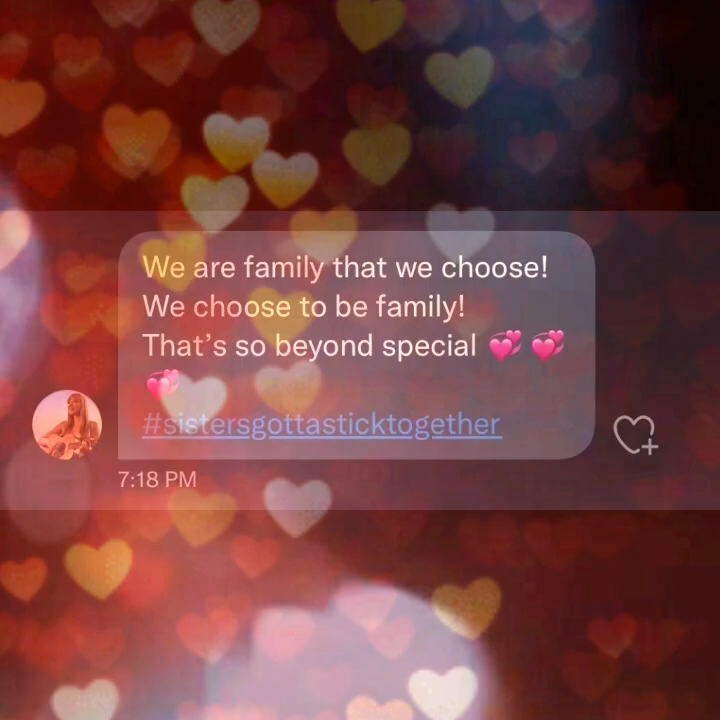 We are family that we choose!
We choose to be family!
That’s so beyond special 💞 💞
💞
#sistersgottasticktogether
7:18 PM